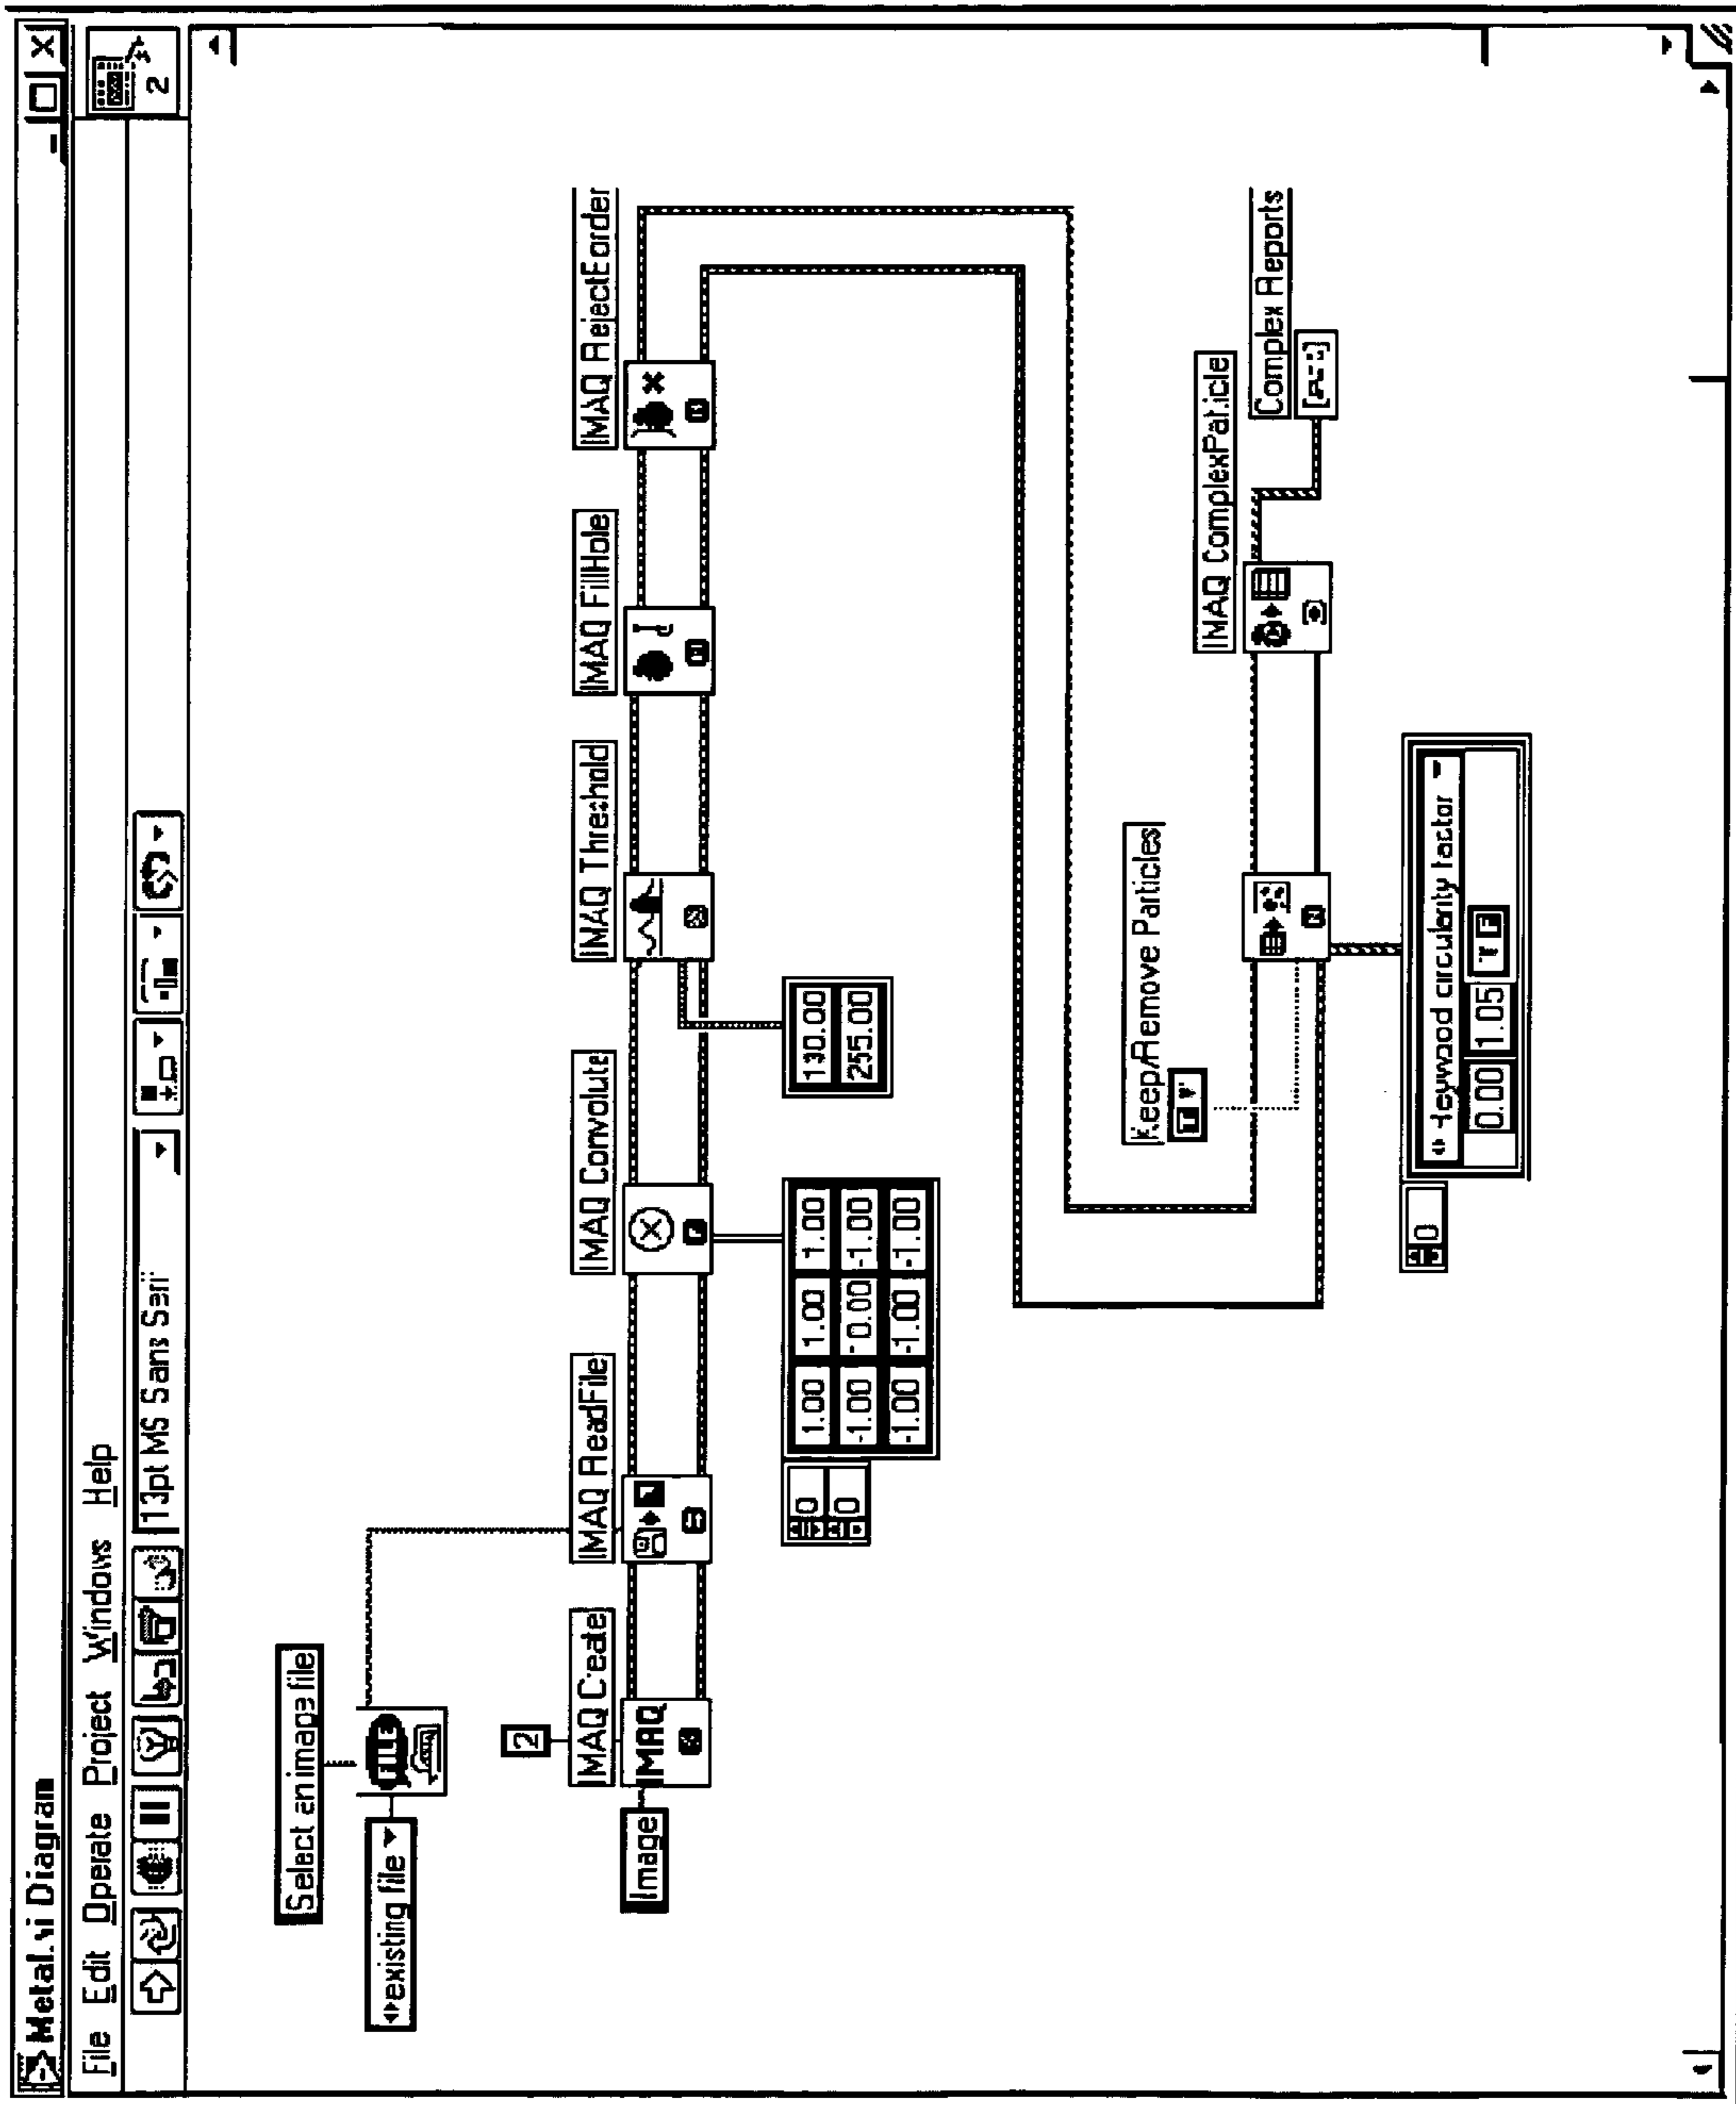 Metal.vi Diagram
File Edit Operate Project Windows Help
13pt MS Sans Serif
2
Select an image file
existing file
2
IMAQ Create
IMAQ ReadFile
IMAQ Convolute
IMAQ Threshold
IMAQ FillHole
IMAQ RejectBorder
FILE
Image
IMAQ
0
0
1.00 1.00 1.00
-1.00 -0.00 -1.00
-1.00 -1.00 -1.00
255.00
Keep/Remove Particles
T F
IMAQ ComplexParticle
Complex Reports
0
Heywood circularity factor
0.00 1.05 T F